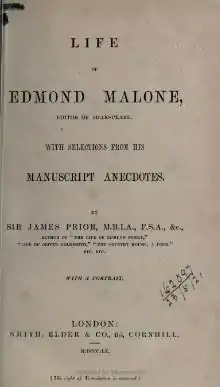 LIFE
OF
EDMOND MALONE,
EDITOR OF SHAKSPEARE.
WITH SELECTIONS FROM HIS
MANUSCRIPT ANECDOTES.
BY
SIR JAMES PRIOR, M.R.I.A., F.S.A., &c.,
AUTHOR OF "THE LIFE OF EDMUND BURKE,"
"LIFE OF OLIVER GOLDSMITH," "THE COUNTRY HOUSE, A POEM,"
ETC. ETC.
WITH A PORTRAIT.
LONDON:
SMITH, ELDER & CO., 65, CORNHILL.
M.DCCC.LX.
[The right of Translation is reserved]